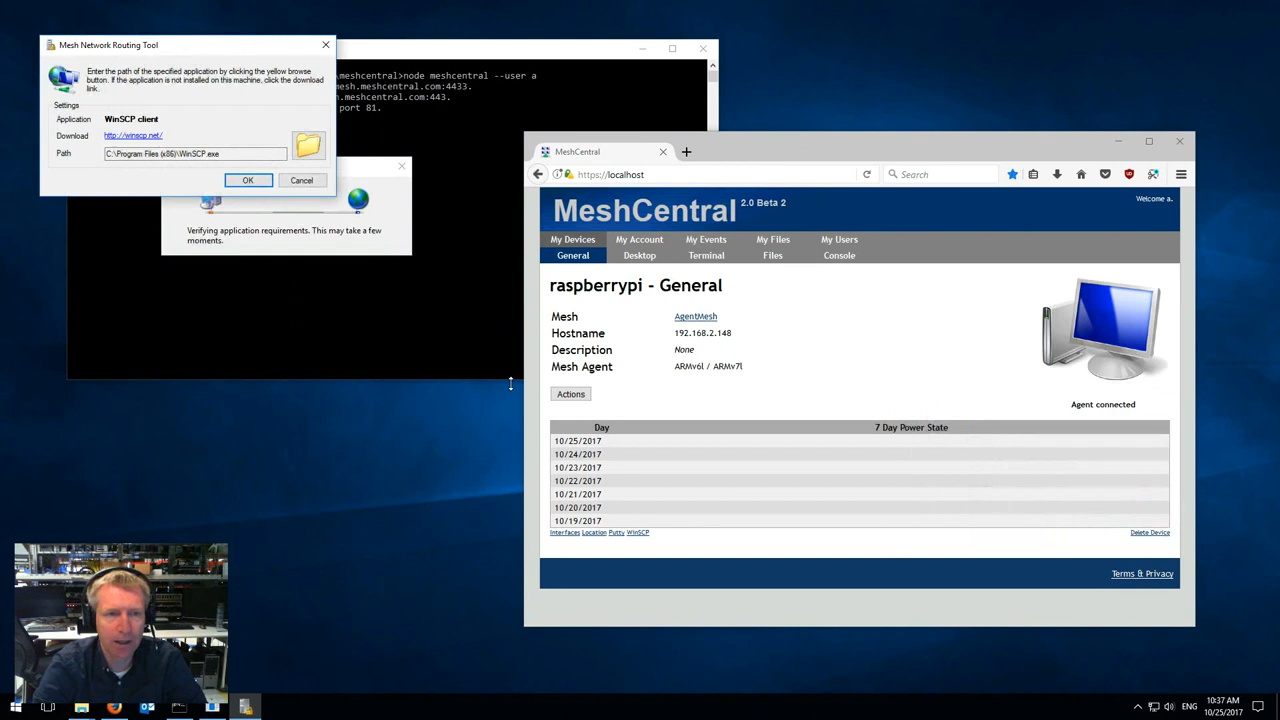 Mesh Network Routing Tool
Enter the path of the specified application by clicking the yellow browse
button. If the application is not installed on this machine, click the download
link.
Settings
Application WinSCP client
Download http://winscp.net/
Path C:\Program Files (x86)\WinSCP.exe
OK Cancel
Verifying application requirements. This may take a few
moments.
meshcentral>node meshcentral --user a
mesh.meshcentral.com:4433.
mesh.meshcentral.com:443.
port 81.
MeshCentral
https://localhost
Search
MeshCentral 2.0 Beta 2
Welcome a.
My Devices My Account My Events My Files My Users
General Desktop Terminal Files Console
raspberrypi - General
Mesh AgentMesh
Hostname 192.168.2.148
Description None
Mesh Agent ARMv6l / ARMv7l
Actions
Agent connected
Day 7 Day Power State
10/25/2017
10/24/2017
10/23/2017
10/22/2017
10/21/2017
10/20/2017
10/19/2017
Interfaces Location Putty WinSCP
Delete Device
Terms & Privacy
ENG
10:37 AM
10/25/2017